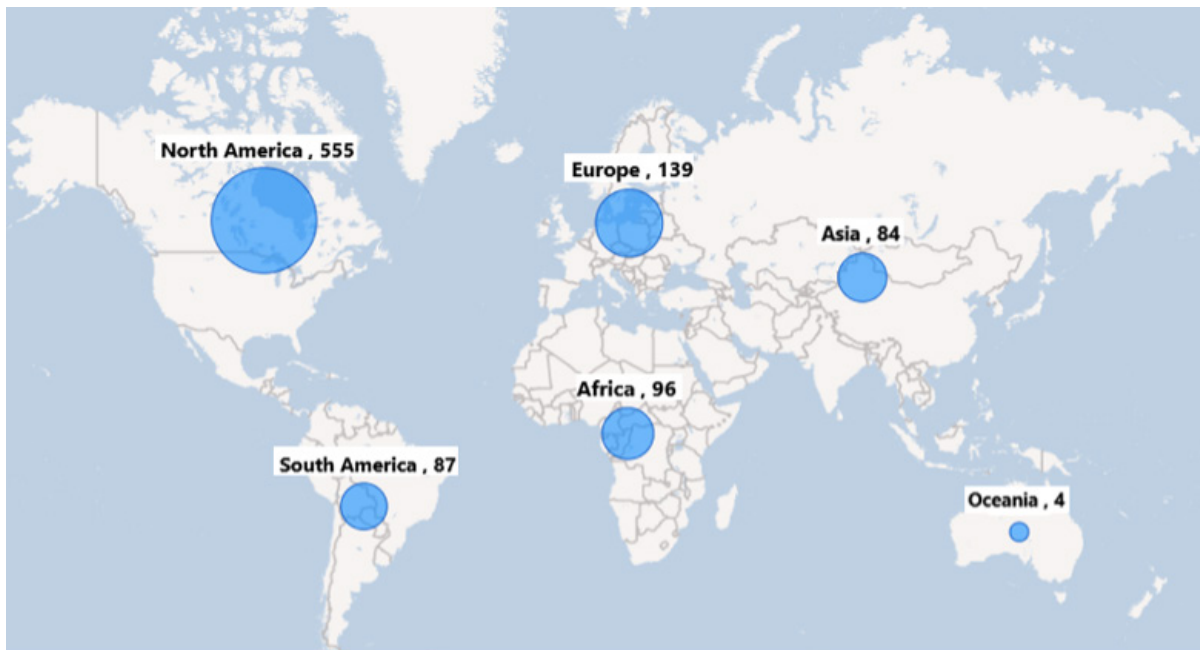 North America , 555
Europe , 139
Asia , 84
Africa , 96
South America , 87
Oceania , 4